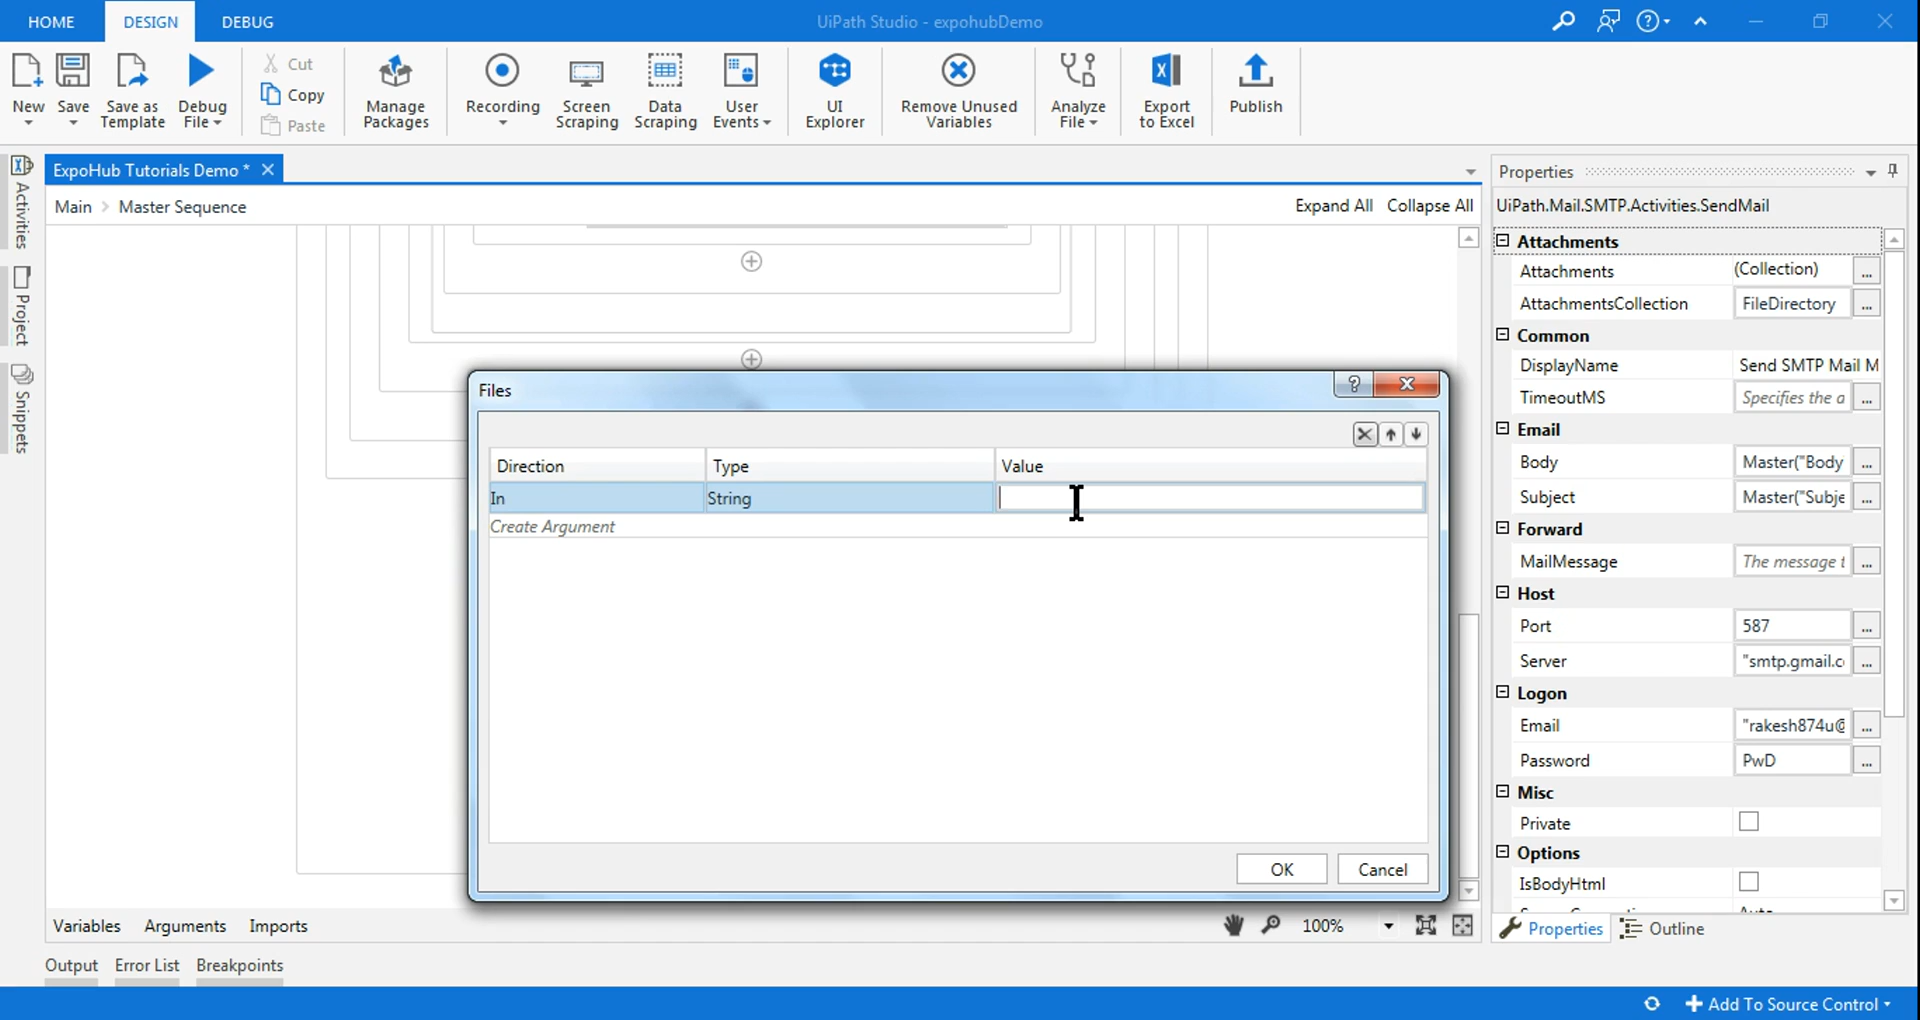 HOME DESIGN DEBUG UiPath Studio - expohubDemo
New Save Save as Template Debug File
Cut
Copy
Paste
Manage Packages
Recording
Screen Scraping
Data Scraping
User Events
UI Explorer
Remove Unused Variables
Analyze File
Export to Excel
Publish
Activities
Project
Snippets
ExpoHub Tutorials Demo *
Main > Master Sequence Expand All Collapse All
Files
Direction Type Value
In String
Create Argument
OK Cancel
Properties
UiPath.Mail.SMTP.Activities.SendMail
Attachments
Attachments (Collection) ...
AttachmentsCollection FileDirectory ...
Common
DisplayName Send SMTP Mail M
TimeoutMS Specifies the a ...
Email
Body Master("Body ...
Subject Master("Subje ...
Forward
MailMessage The message t ...
Host
Port 587 ...
Server "smtp.gmail.c ...
Logon
Email "rakesh874u@ ...
Password PwD ...
Misc
Private
Options
IsBodyHtml
Properties Outline
Variables Arguments Imports 100%
Output Error List Breakpoints
Add To Source Control